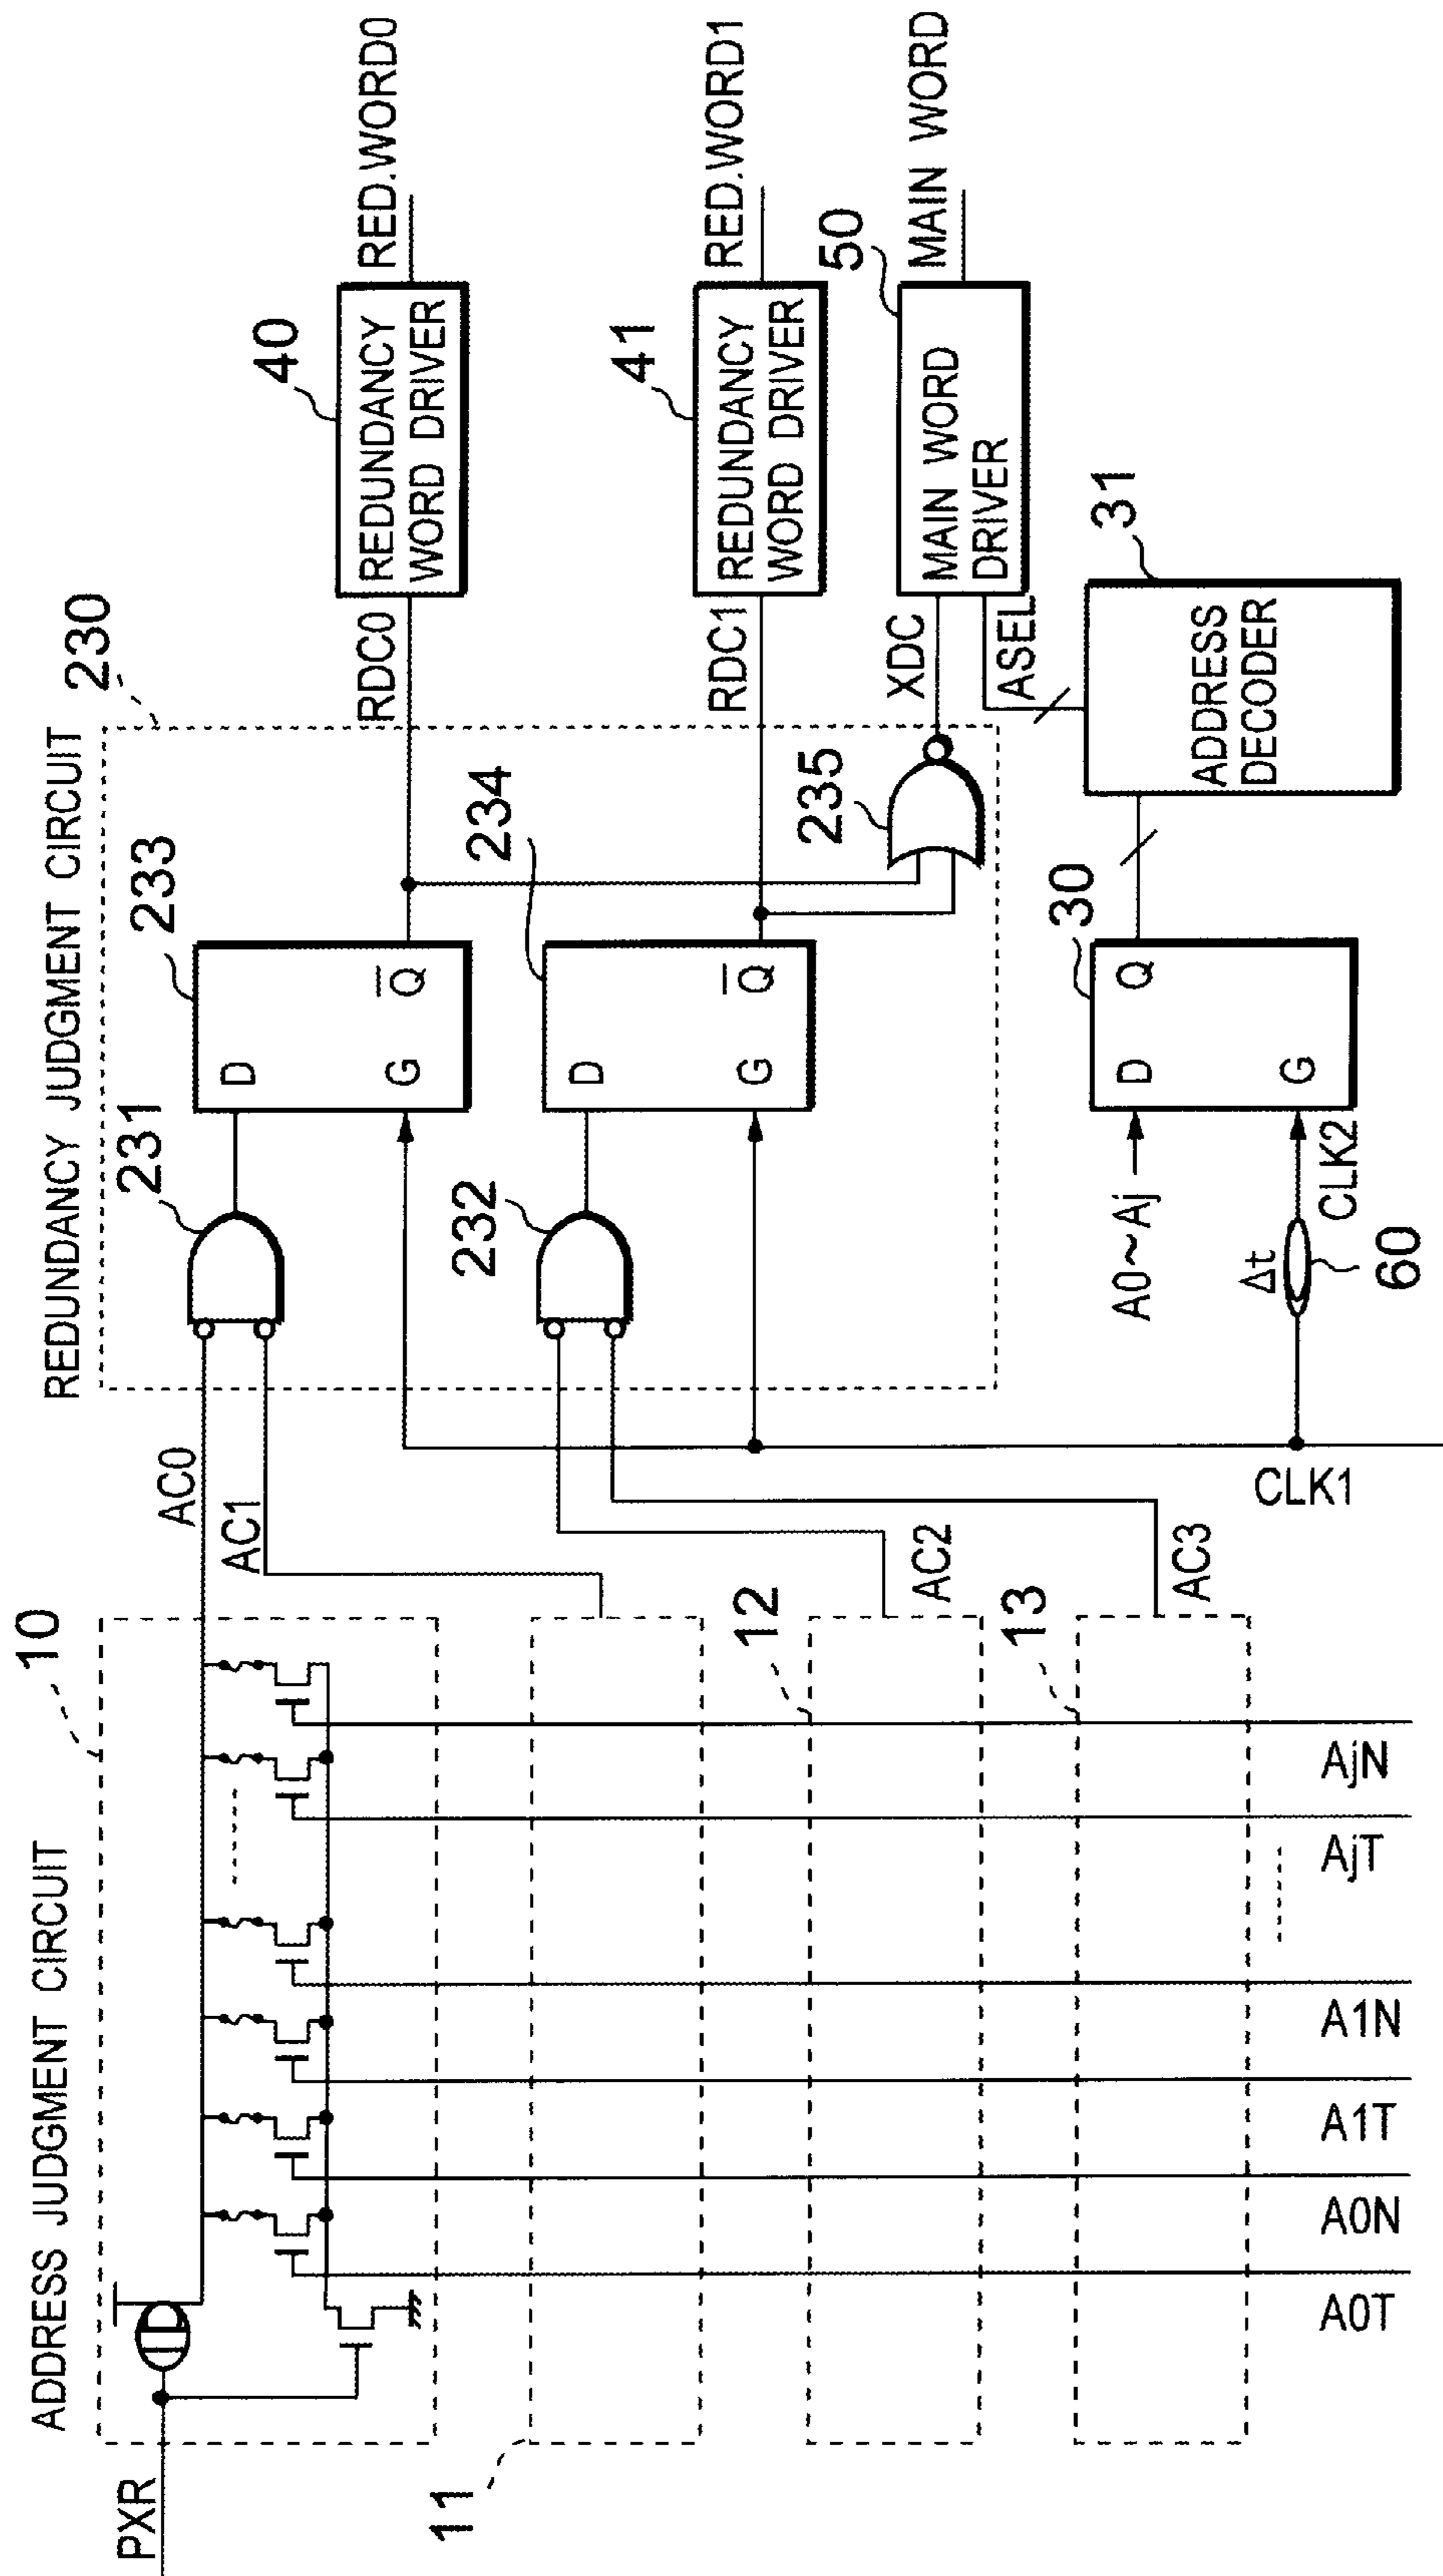 ADDRESS JUDGMENT CIRCUIT
10
PXR
11
12
13
A0T
A0N
A1T
A1N
AjT
AjN
AC0
AC1
AC2
AC3
CLK1
REDUNDANCY JUDGMENT CIRCUIT
230
231
232
233
D
G
Q
234
D
G
Q
235
RDC0
RDC1
XDC
ASEL
40
REDUNDANCY
WORD DRIVER
RED.WORD0
41
REDUNDANCY
WORD DRIVER
RED.WORD1
50
MAIN WORD
DRIVER
MAIN WORD
A0~Aj
Δt
60
CLK2
30
D
Q
G
31
ADDRESS
DECODER